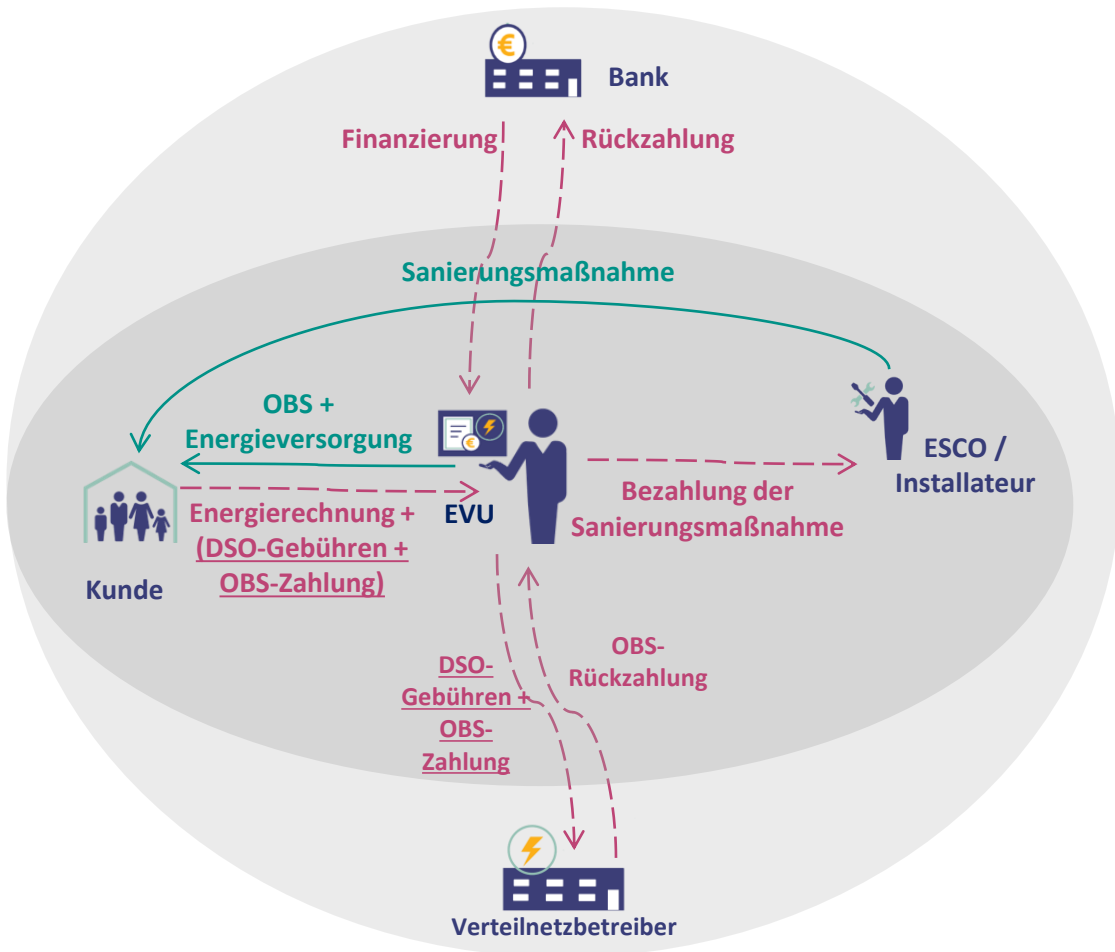 Bank
Finanzierung
Rückzahlung
Sanierungsmaßnahme
OBS +
Energieversorgung
ESCO /
Installateur
EVU
Energierechnung +
(DSO-Gebühren +
OBS-Zahlung)
Bezahlung der
Sanierungsmaßnahme
Kunde
OBS-
Rückzahlung
DSO-
Gebühren +
OBS-
Zahlung
Verteilnetzbetreiber